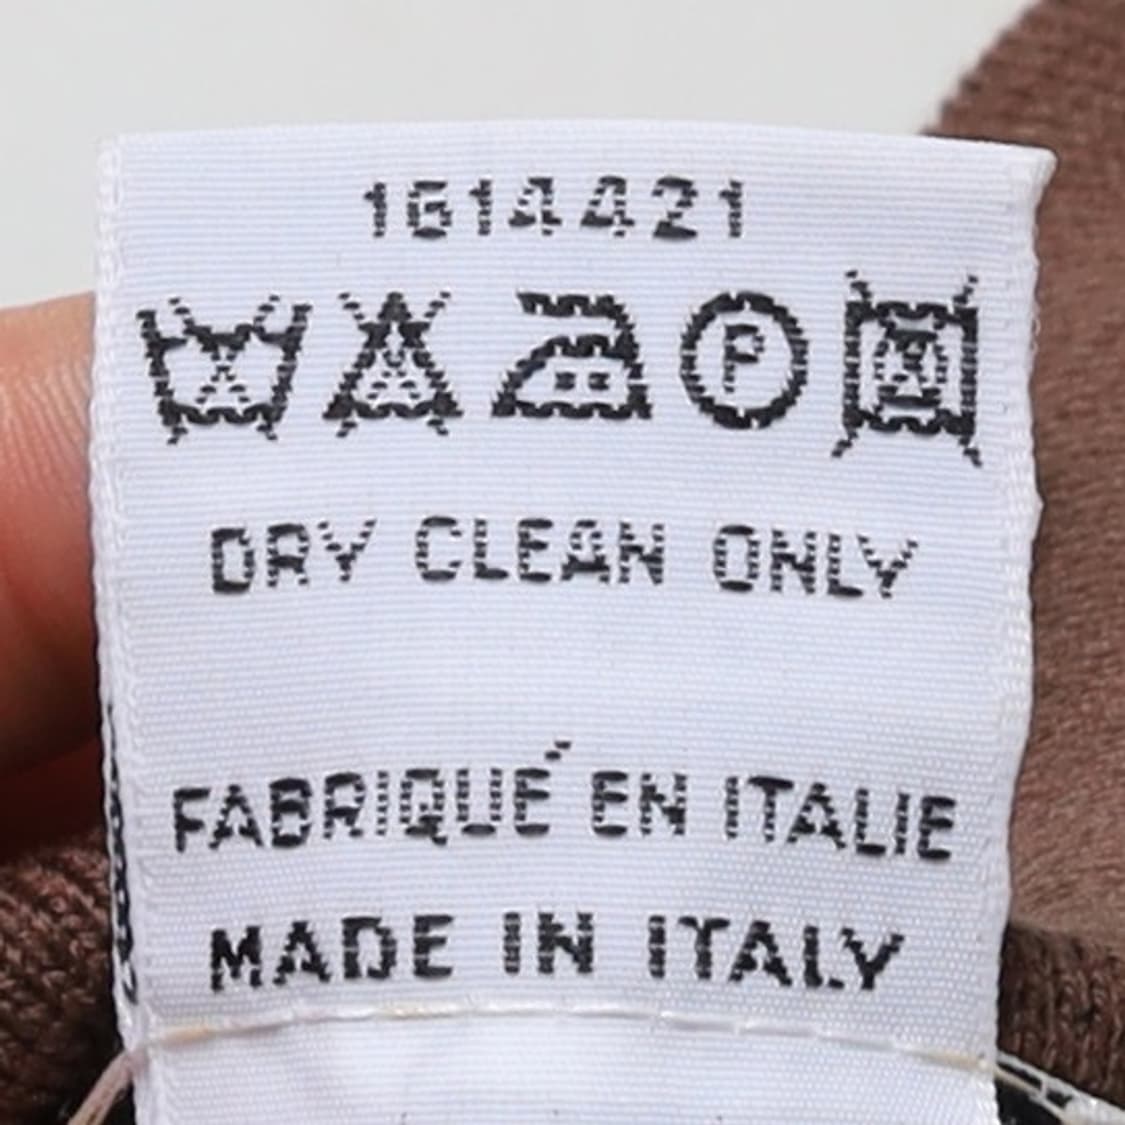 1614421
P
DRY CLEAN ONLY
FABRIQUÉ EN ITALIE
MADE IN ITALY